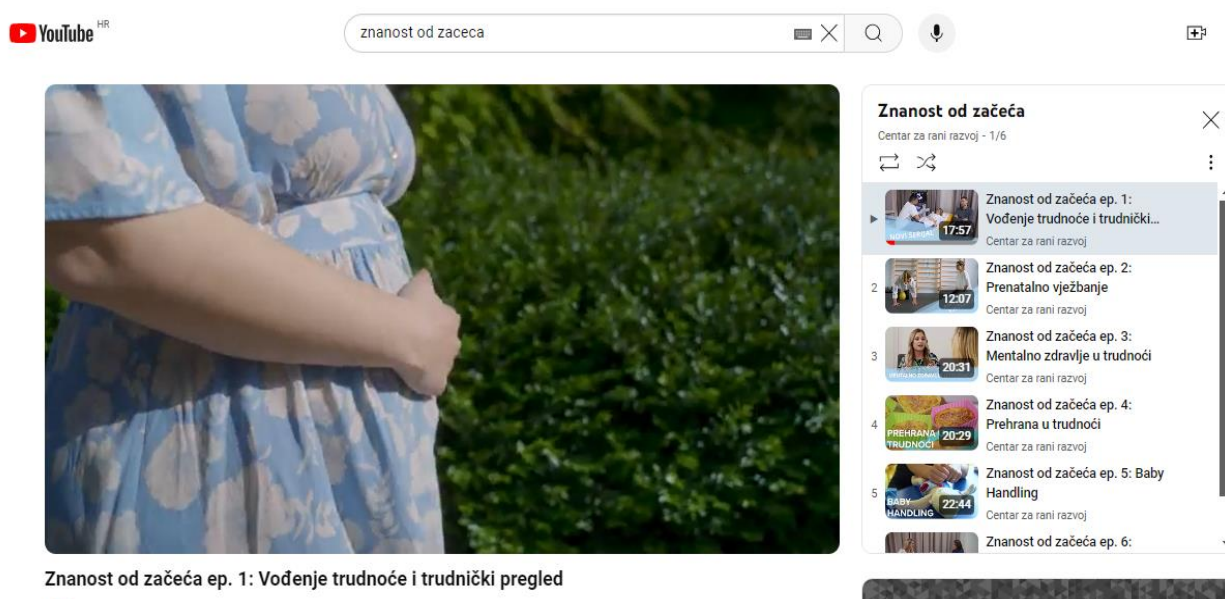 YouTube HR
znanost od zaceca
Znanost od začeća
Centar za rani razvoj - 1/6
NOVI SERIJAL
17:57
Znanost od začeća ep. 1:
Vođenje trudnoće i trudnički...
Centar za rani razvoj
2
12:07
Znanost od začeća ep. 2:
Prenatalno vježbanje
Centar za rani razvoj
3
20:31
Znanost od začeća ep. 3:
Mentalno zdravlje u trudnoći
Centar za rani razvoj
4
PREHRANA
TRUDNOĆI
20:29
Znanost od začeća ep. 4:
Prehrana u trudnoći
Centar za rani razvoj
5
BABY
HANDLING
22:44
Znanost od začeća ep. 5: Baby
Handling
Centar za rani razvoj
Znanost od začeća ep. 6:
Znanost od začeća ep. 1: Vođenje trudnoće i trudnički pregled